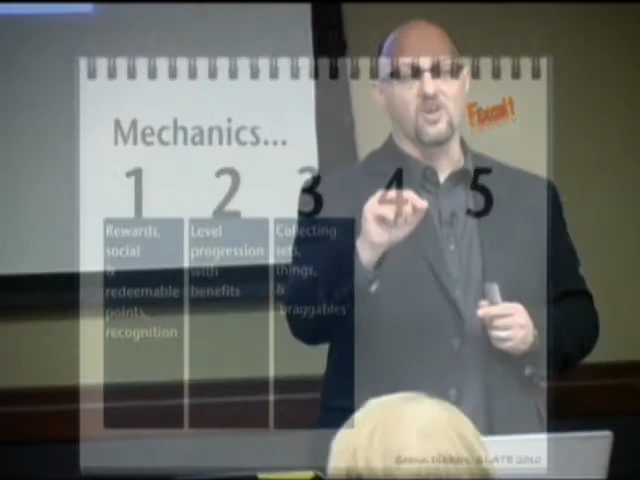 Mechanics...
1 2 3 4 5
Rewards,
social
&
redeemable
points,
recognition
Level
progression
with
benefits
Collecting
sets,
things,
&
braggables'
2010